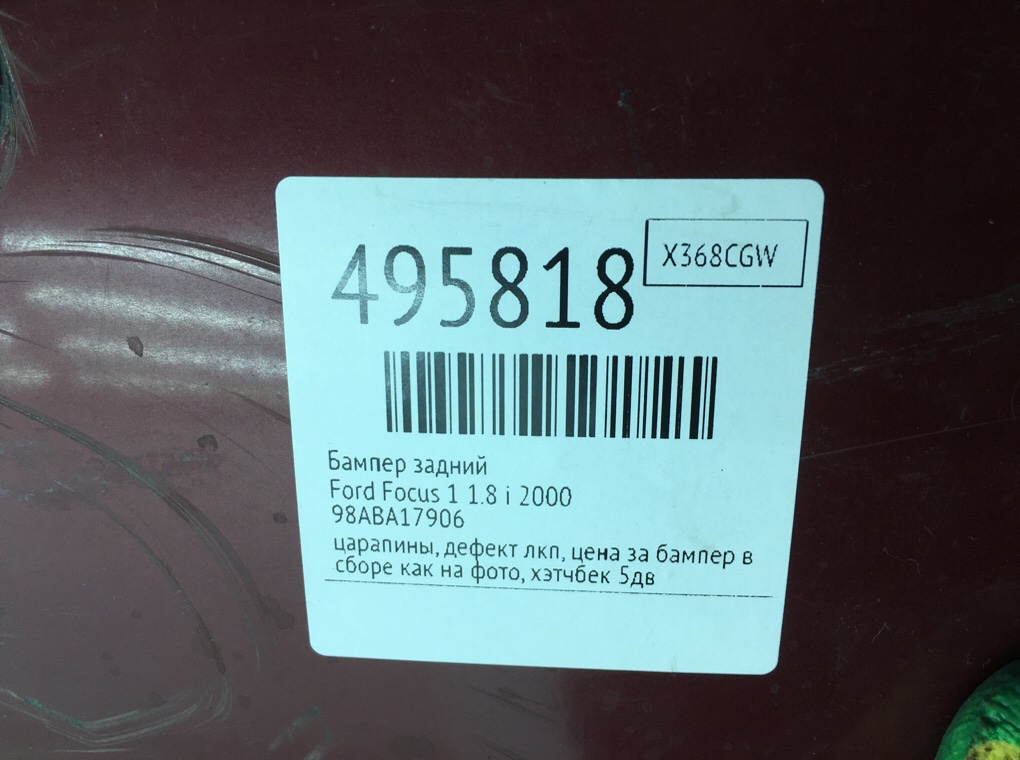 495818
X368CGW
Бампер задний
Ford Focus 1 1.8 i 2000
98ABA17906
царапины, дефект лкп, цена за бампер в
сборе как на фото, хэтчбек 5дв